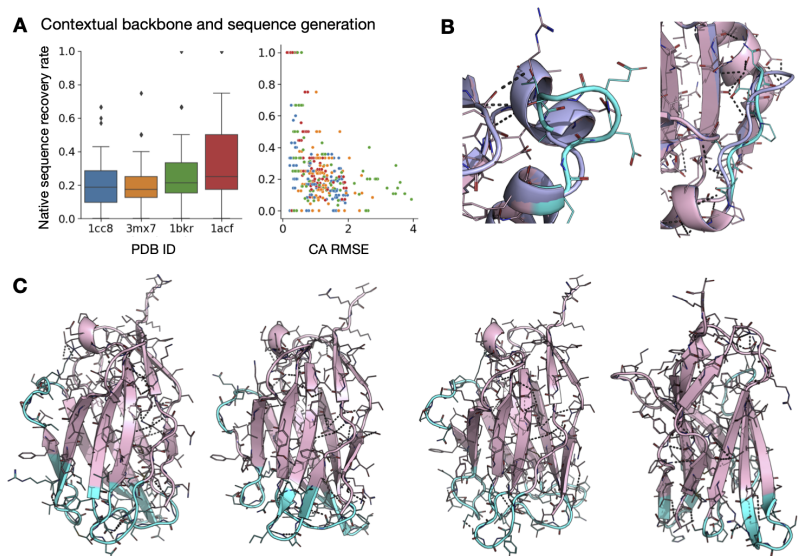 A Contextual backbone and sequence generation
B
Native sequence recovery rate
1.0
0.8
0.6
0.4
0.2
0.0
1cc8 3mx7 1bkr 1acf
PDB ID
1.0
0.8
0.6
0.4
0.2
0.0
0 2 4
CA RMSE
C